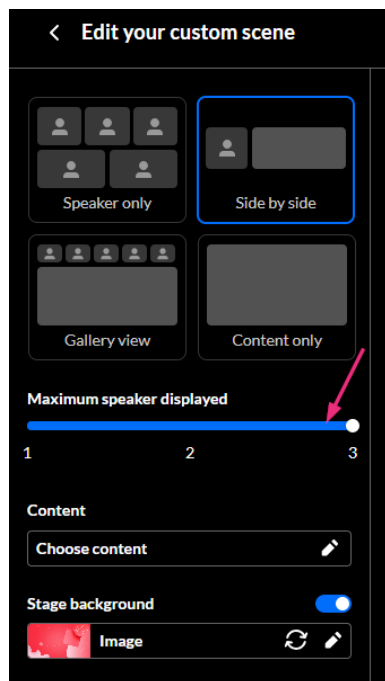 Edit your custom scene
Speaker only
Side by side
Gallery view
Content only
Maximum speaker displayed
1 2 3
Content
Choose content
Stage background
Image